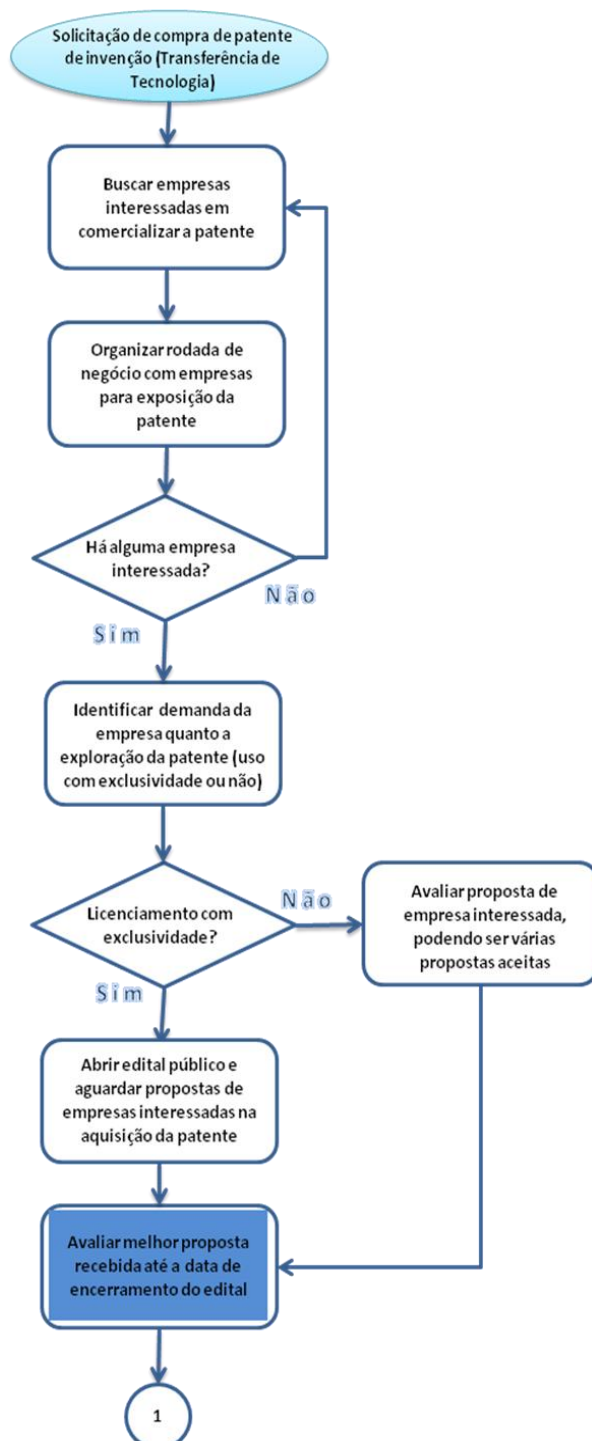 Solicitação de compra de patente
de invenção (Transferência de
Tecnologia)
Buscar empresas
interessadas em
comercializar a patente
Organizar rodada de
negócio com empresas
para exposição da
patente
Há alguma empresa
interessada?
Não
Sim
Identificar demanda da
empresa quanto a
exploração da patente (uso
com exclusividade ou não)
Licenciamento com
exclusividade?
Não
Avaliar proposta de
empresa interessada,
podendo ser várias
propostas aceitas
Sim
Abrir edital público e
aguardar propostas de
empresas interessadas na
aquisição da patente
Avaliar melhor proposta
recebida até a data de
encerramento do edital
1